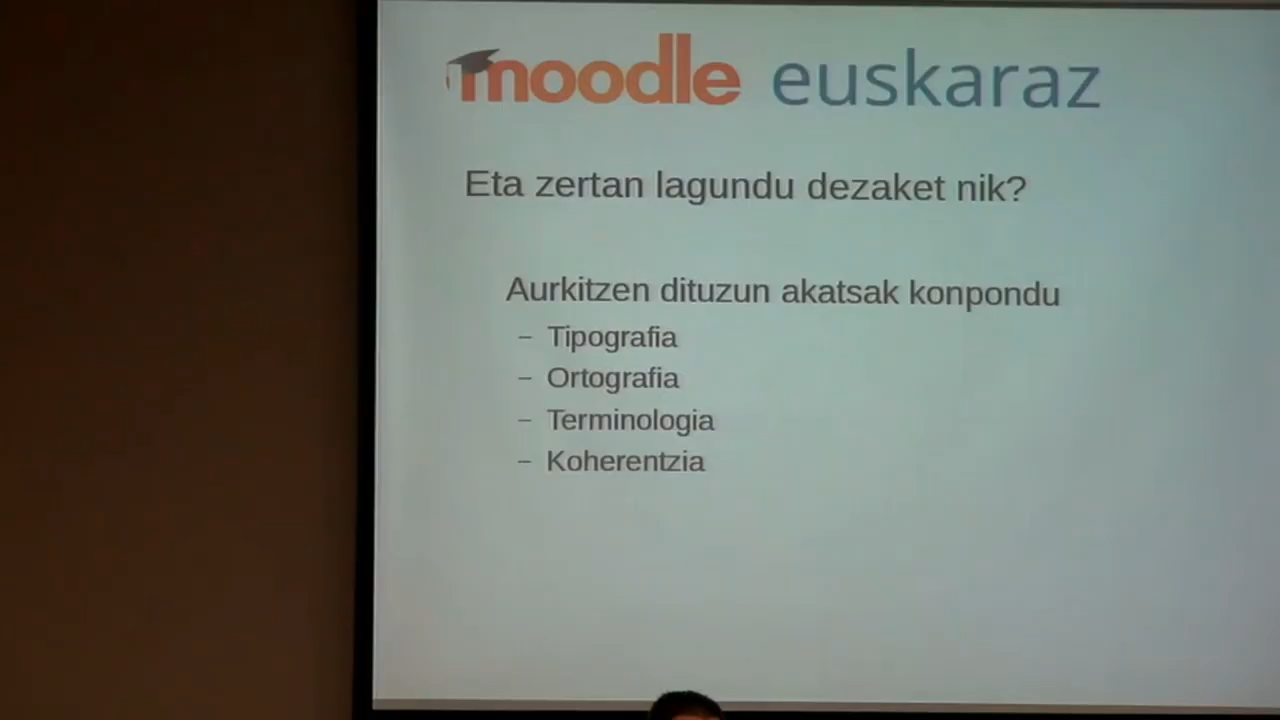 moodle euskaraz
Eta zertan lagundu dezaket nik?
Aurkitzen dituzun akatsak konpondu
– Tipografia
– Ortografia
– Terminologia
– Koherentzia